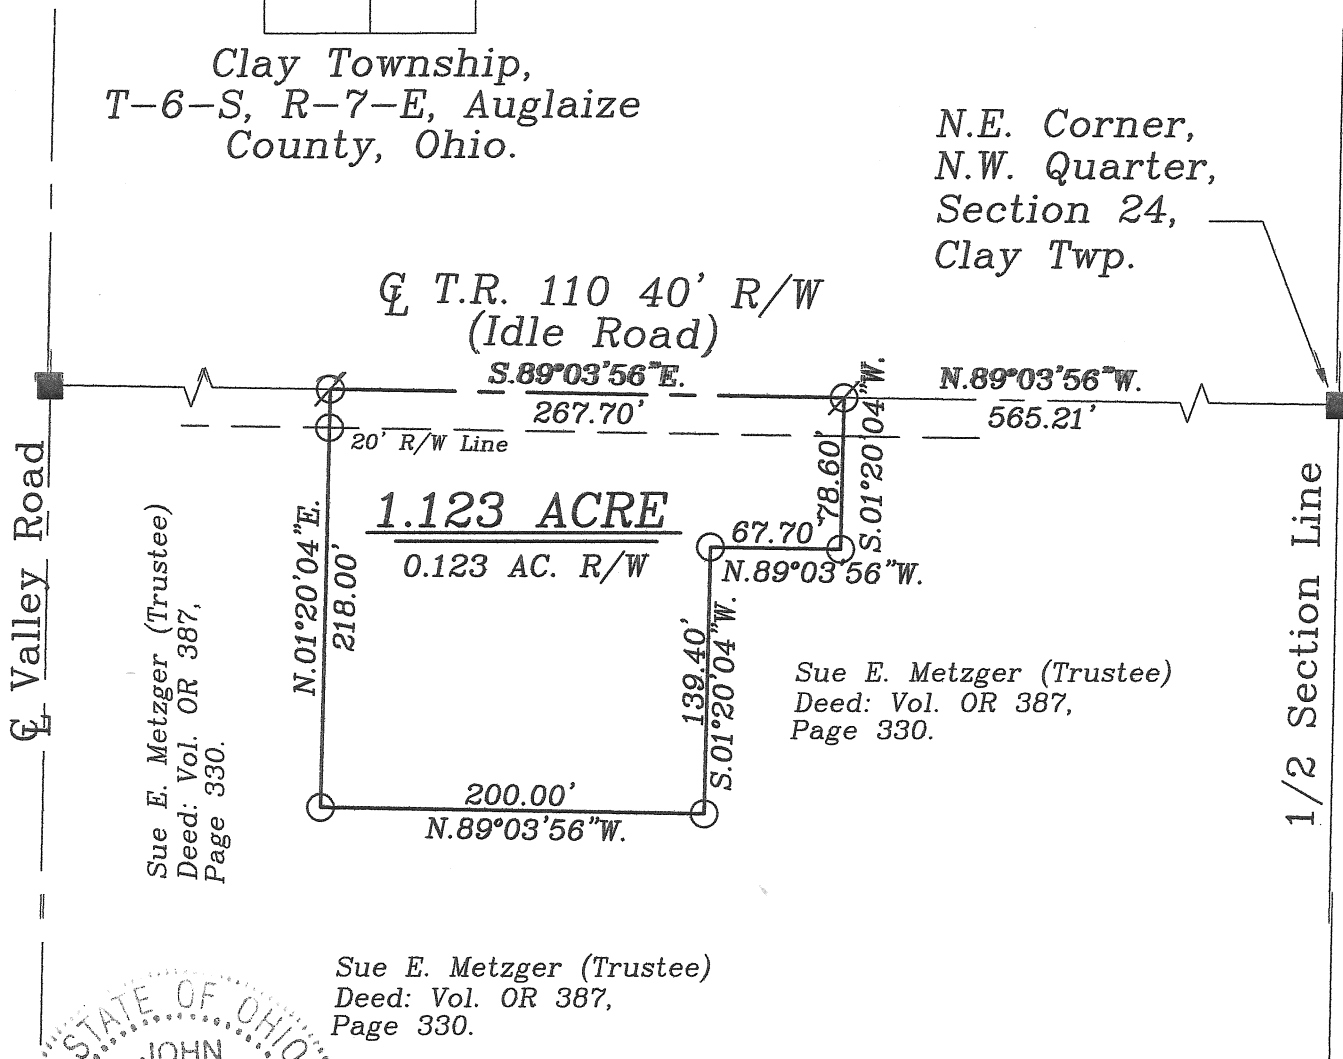 Clay Township,
T-6-S, R-7-E, Auglaize
County, Ohio.
N.E. Corner,
N.W. Quarter,
Section 24,
Clay Twp.
℄ T.R. 110 40' R/W
(Idle Road)
S.89°03'56"E.
267.70'
N.89°03'56"W.
565.21'
20' R/W Line
1.123 ACRE
0.123 AC. R/W
78.60'
S.01°20'04"W.
67.70'
N.89°03'56"W.
N.01°20'04"E.
218.00'
139.40'
S.01°20'04"W.
200.00'
N.89°03'56"W.
℄ Valley Road
Sue E. Metzger (Trustee)
Deed: Vol. OR 387,
Page 330.
Sue E. Metzger (Trustee)
Deed: Vol. OR 387,
Page 330.
1/2 Section Line
Sue E. Metzger (Trustee)
Deed: Vol. OR 387,
Page 330.
STATE OF OHIO
JOHN